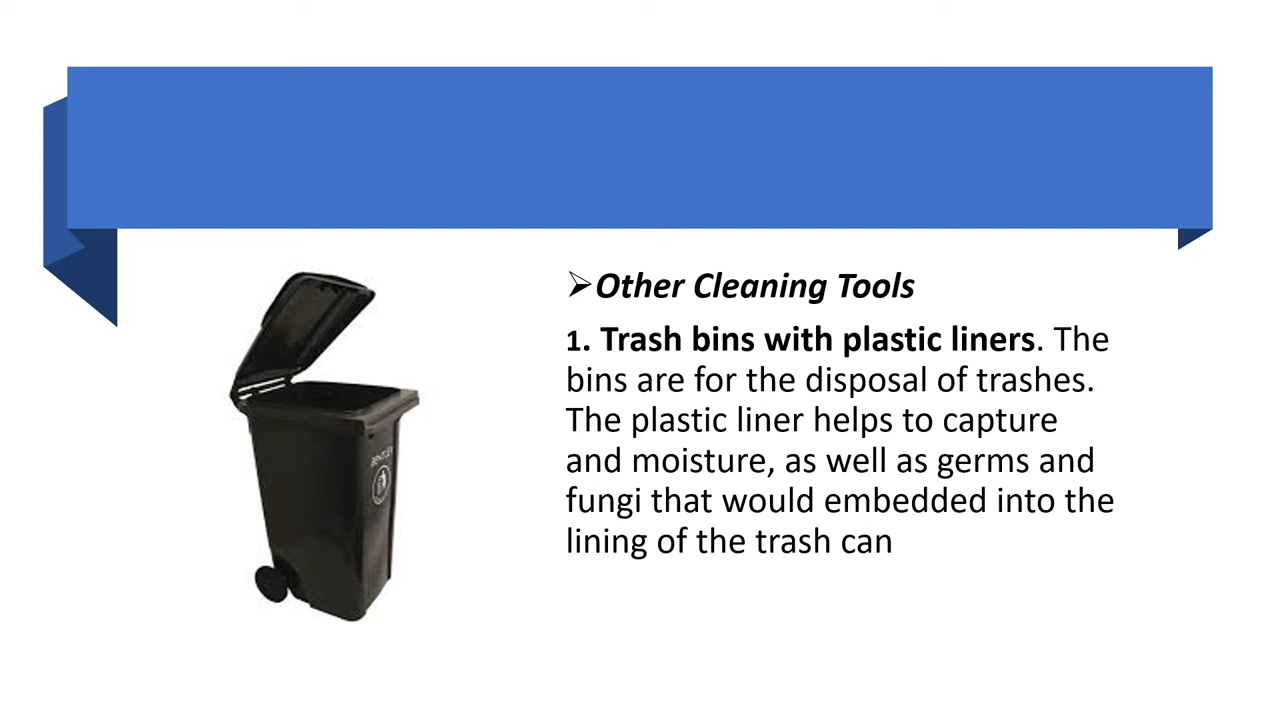 ➢Other Cleaning Tools
1. Trash bins with plastic liners. The
bins are for the disposal of trashes.
The plastic liner helps to capture
and moisture, as well as germs and
fungi that would embedded into the
lining of the trash can